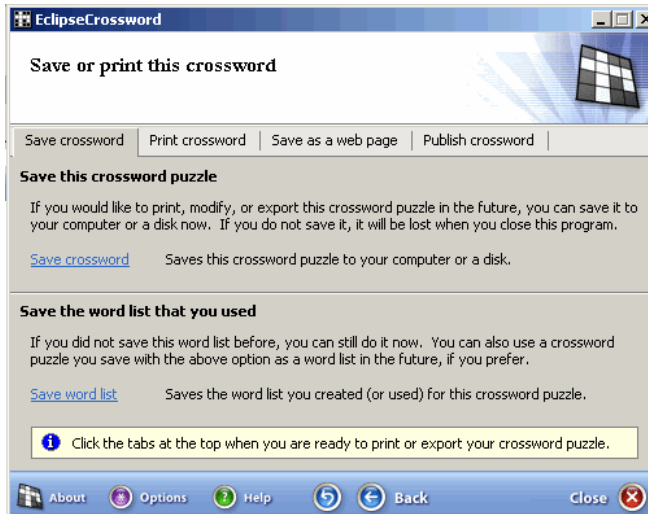 EclipseCrossword
Save or print this crossword
Save crossword Print crossword Save as a web page Publish crossword
Save this crossword puzzle
If you would like to print, modify, or export this crossword puzzle in the future, you can save it to
your computer or a disk now. If you do not save it, it will be lost when you close this program.
Save crossword Saves this crossword puzzle to your computer or a disk.
Save the word list that you used
If you did not save this word list before, you can still do it now. You can also use a crossword
puzzle you save with the above option as a word list in the future, if you prefer.
Save word list Saves the word list you created (or used) for this crossword puzzle.
Click the tabs at the top when you are ready to print or export your crossword puzzle.
About Options Help Back Close